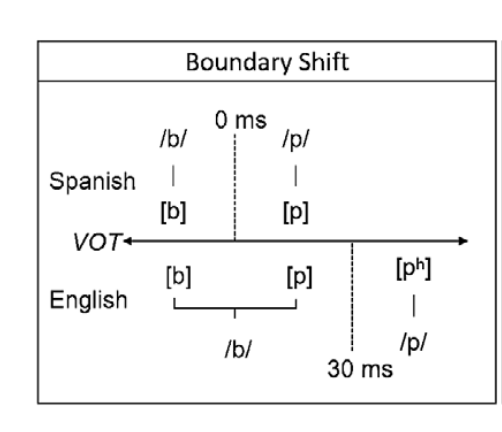 Boundary Shift
0 ms
/b/ /p/
Spanish
[b] [p]
VOT
[b] [p] [pʰ]
English
/b/ /p/
30 ms